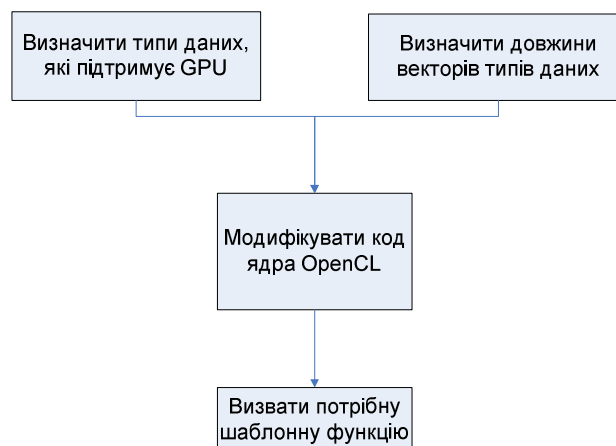 Визначити типи даних,
які підтримує GPU
Визначити довжини
векторів типів даних
Модифікувати код
ядра OpenCL
Визвати потрібну
шаблонну функцію